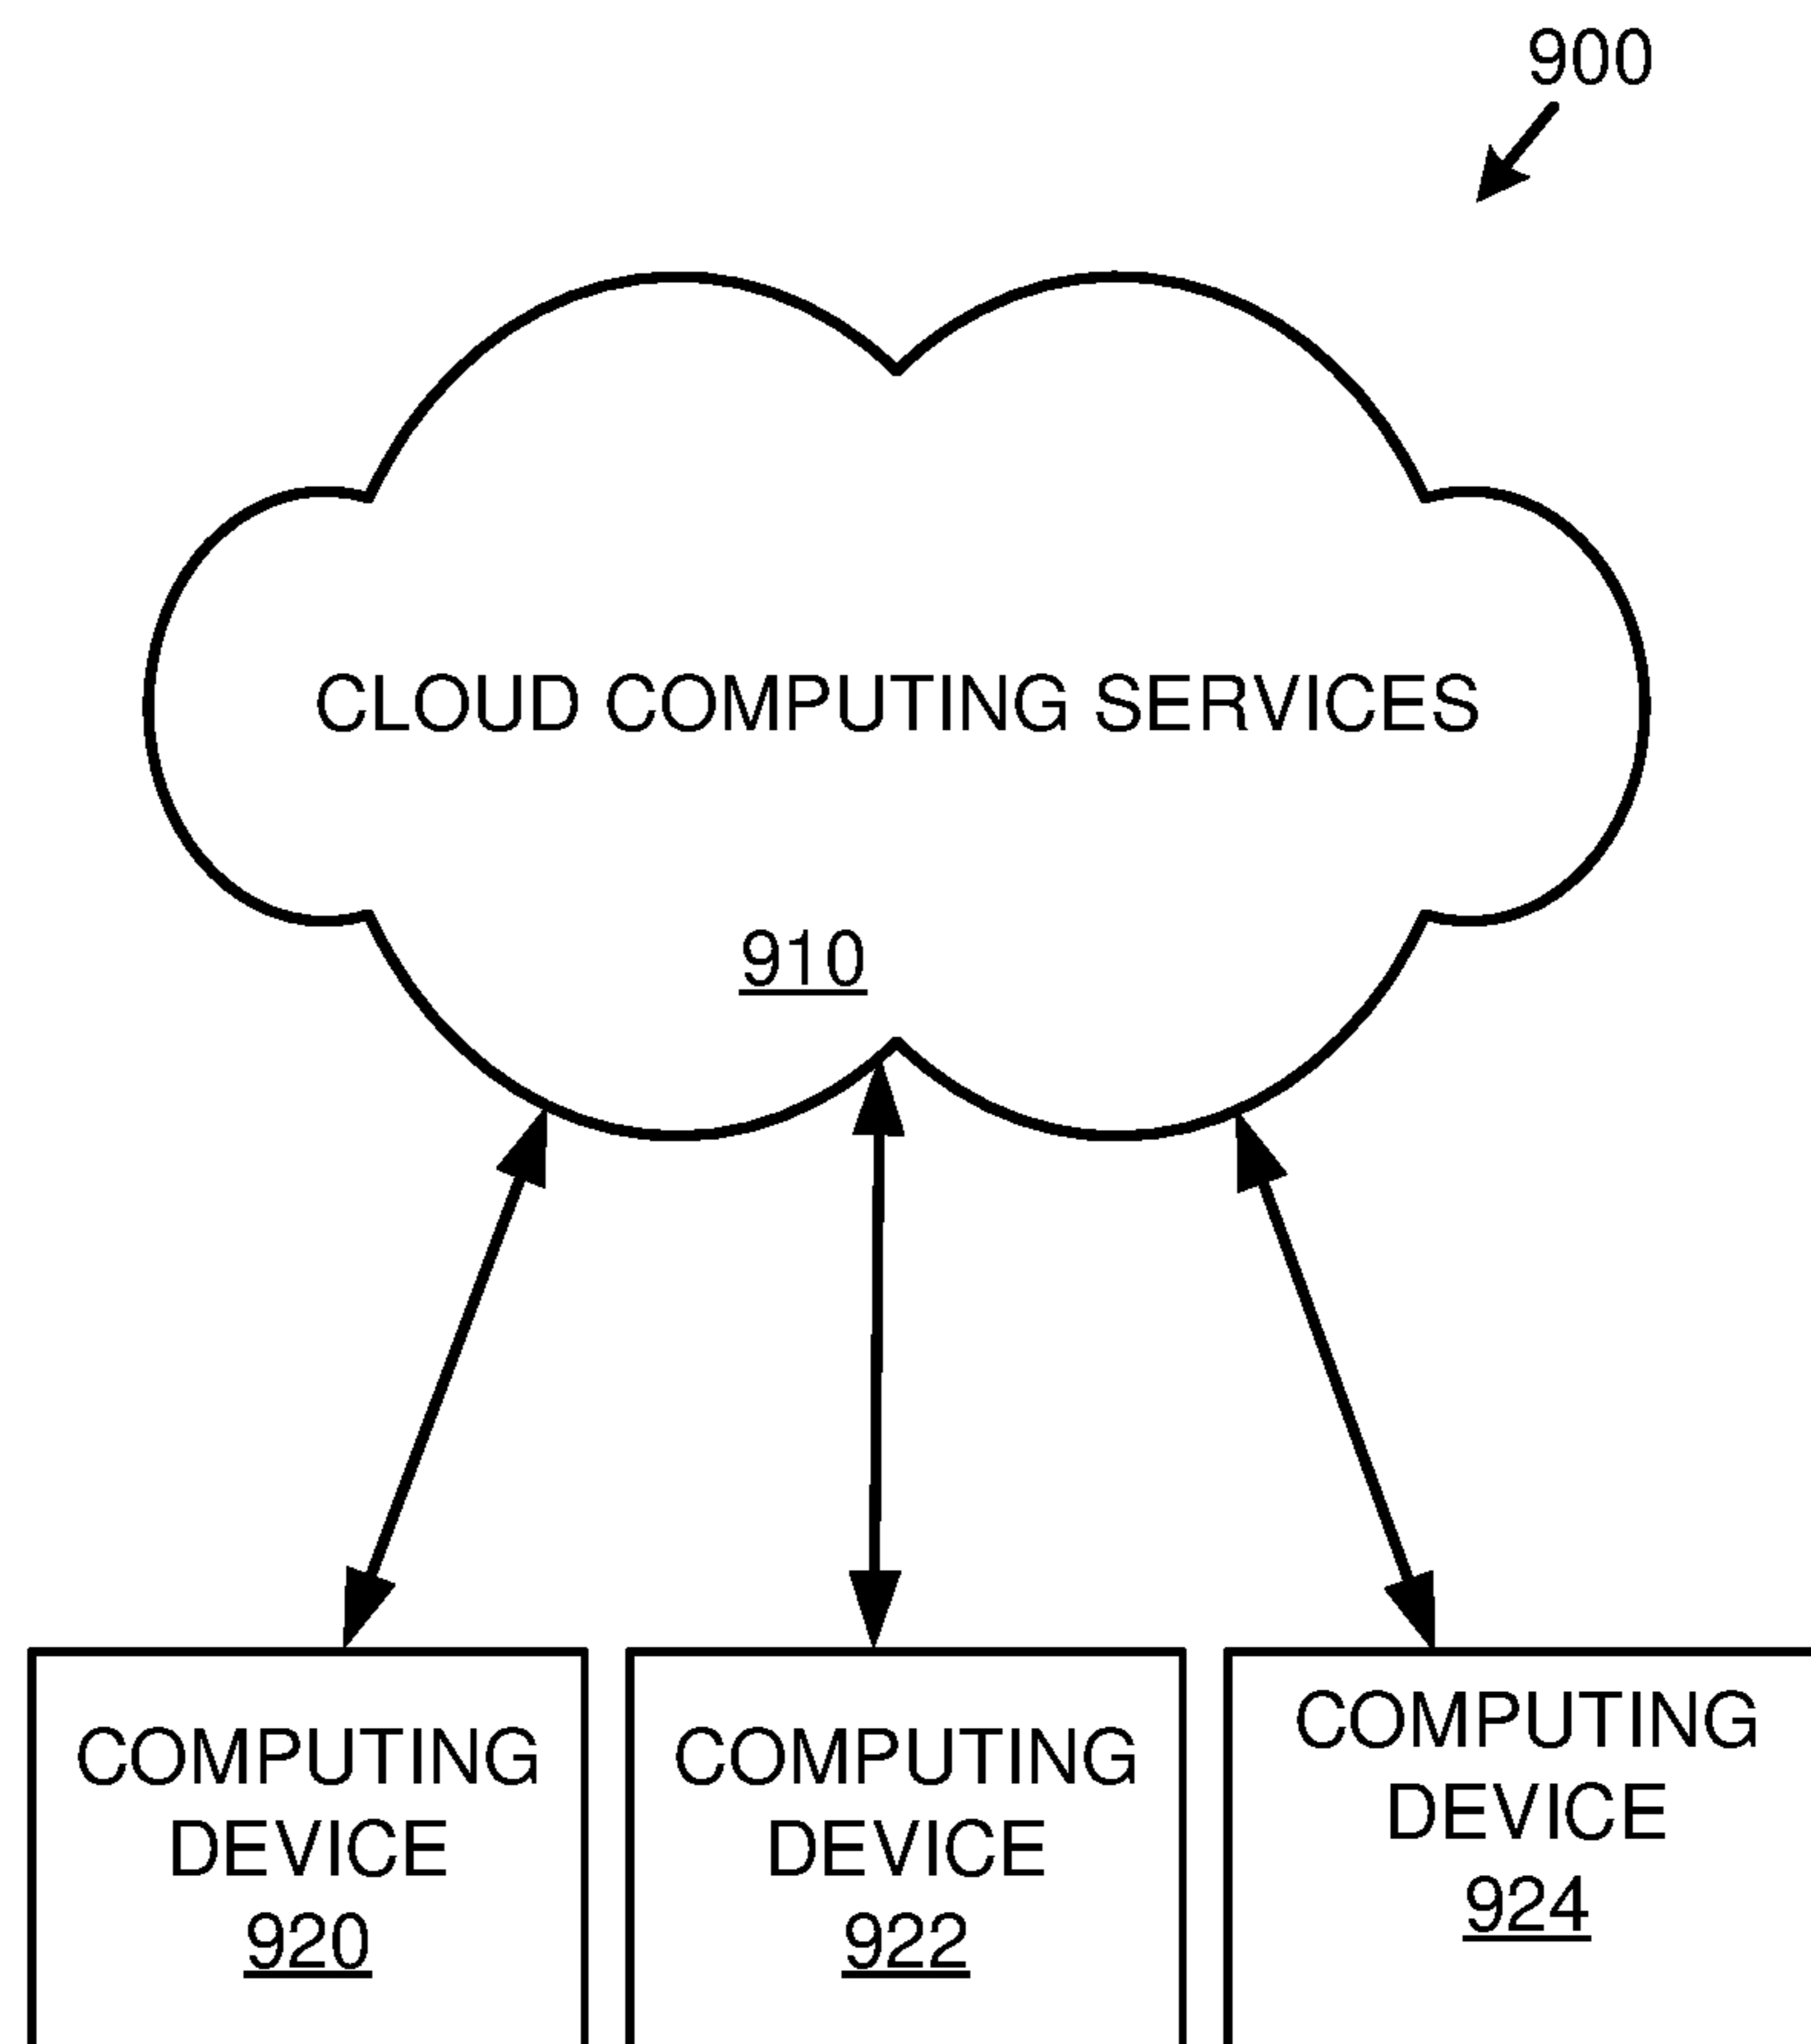 900
CLOUD COMPUTING SERVICES
910
COMPUTING
DEVICE
920
COMPUTING
DEVICE
922
COMPUTING
DEVICE
924